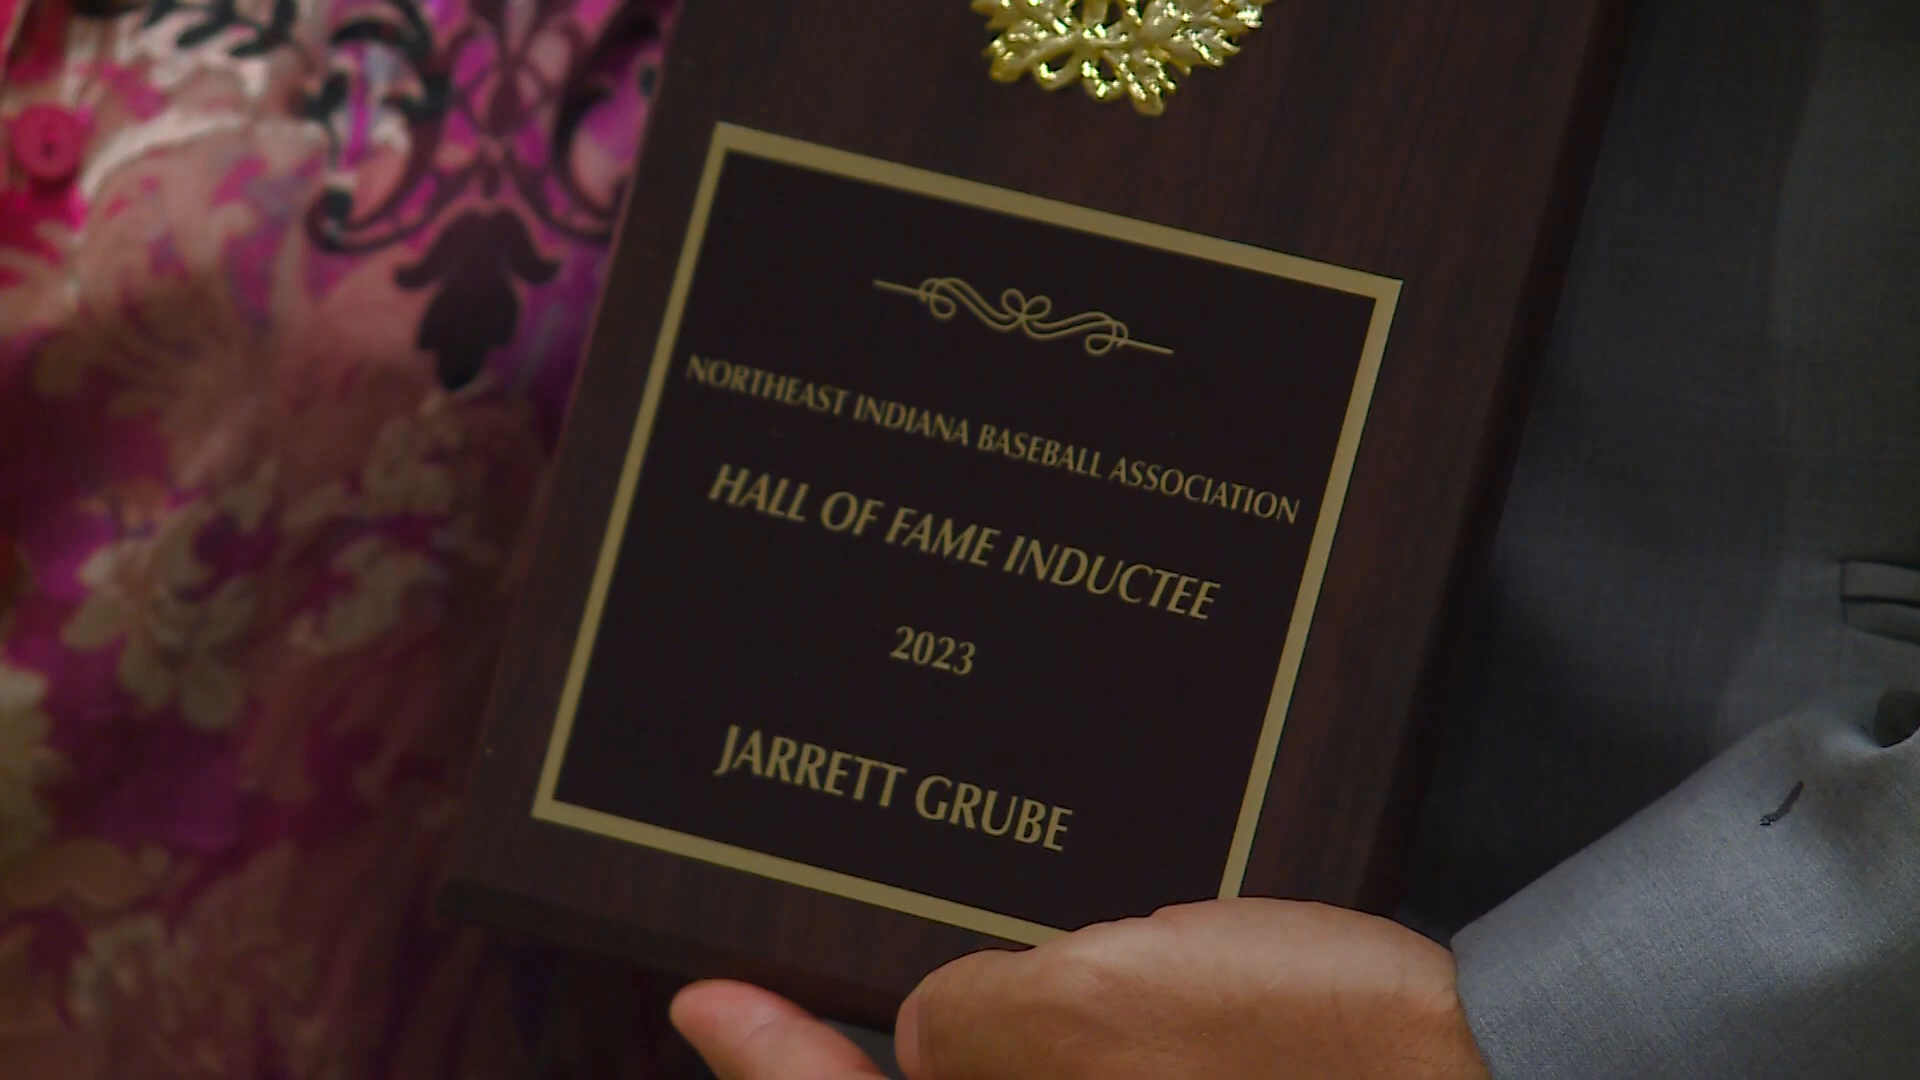 NORTHEAST INDIANA BASEBALL ASSOCIATION
HALL OF FAME INDUCTEE
2023
JARRETT GRUBE